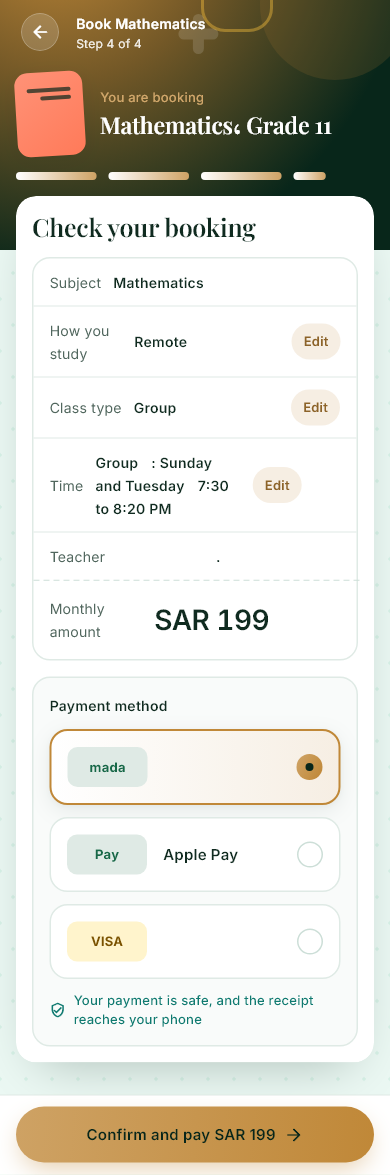 Book Mathematics
Step 4 of 4
You are booking
Mathematics، Grade 11
Check your booking
Subject Mathematics
How you study Remote Edit
Class type Group Edit
Time Group : Sunday and Tuesday 7:30 to 8:20 PM Edit
Teacher .
Monthly amount SAR 199
Payment method
mada
Pay Apple Pay
VISA
Your payment is safe, and the receipt
reaches your phone
Confirm and pay SAR 199 →